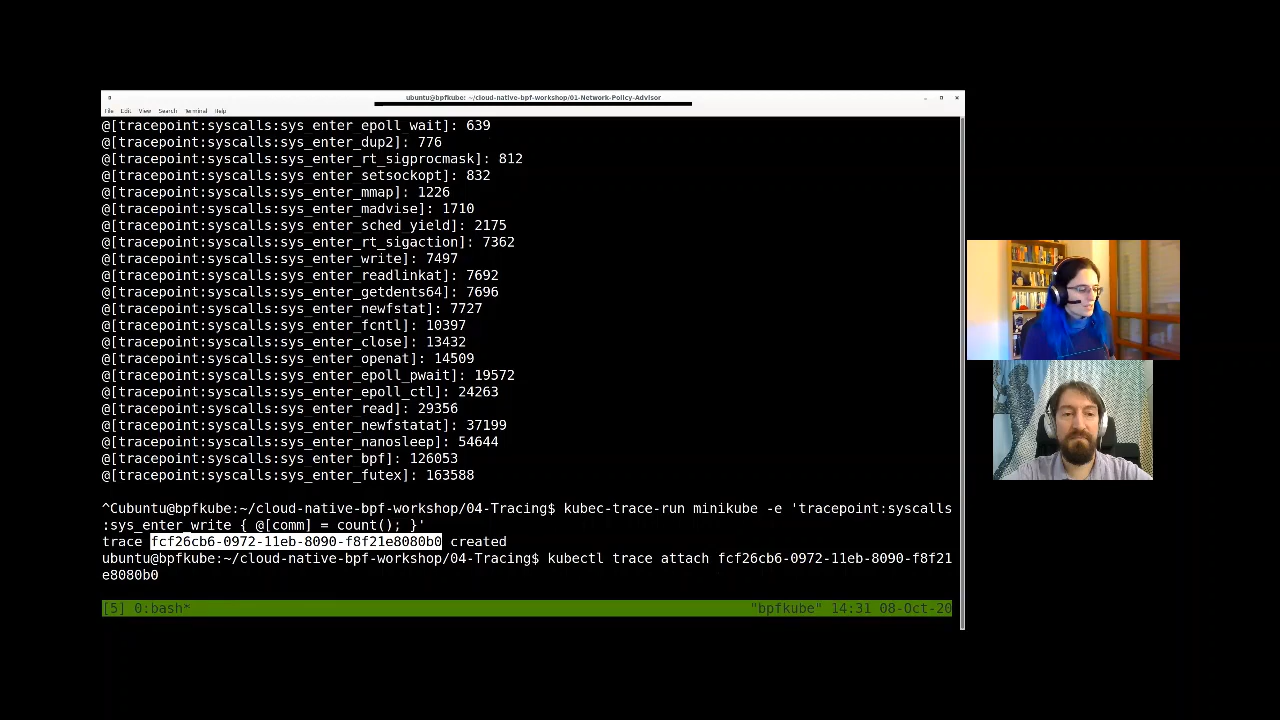 ubuntu@bpfkube: ~/cloud-native-bpf-workshop/01-Network-Policy-Advisor
File Edit View Search Terminal Help
@[tracepoint:syscalls:sys_enter_epoll_wait]: 639
@[tracepoint:syscalls:sys_enter_dup2]: 776
@[tracepoint:syscalls:sys_enter_rt_sigprocmask]: 812
@[tracepoint:syscalls:sys_enter_setsockopt]: 832
@[tracepoint:syscalls:sys_enter_mmap]: 1226
@[tracepoint:syscalls:sys_enter_madvise]: 1710
@[tracepoint:syscalls:sys_enter_sched_yield]: 2175
@[tracepoint:syscalls:sys_enter_rt_sigaction]: 7362
@[tracepoint:syscalls:sys_enter_write]: 7497
@[tracepoint:syscalls:sys_enter_readlinkat]: 7692
@[tracepoint:syscalls:sys_enter_getdents64]: 7696
@[tracepoint:syscalls:sys_enter_newfstat]: 7727
@[tracepoint:syscalls:sys_enter_fcntl]: 10397
@[tracepoint:syscalls:sys_enter_close]: 13432
@[tracepoint:syscalls:sys_enter_openat]: 14509
@[tracepoint:syscalls:sys_enter_epoll_pwait]: 19572
@[tracepoint:syscalls:sys_enter_epoll_ctl]: 24263
@[tracepoint:syscalls:sys_enter_read]: 29356
@[tracepoint:syscalls:sys_enter_newfstatat]: 37199
@[tracepoint:syscalls:sys_enter_nanosleep]: 54644
@[tracepoint:syscalls:sys_enter_bpf]: 126053
@[tracepoint:syscalls:sys_enter_futex]: 163588
^Cubuntu@bpfkube:~/cloud-native-bpf-workshop/04-Tracing$ kubec-trace-run minikube -e 'tracepoint:syscalls
:sys_enter_write { @[comm] = count(); }'
trace fcf26cb6-0972-11eb-8090-f8f21e8080b0 created
ubuntu@bpfkube:~/cloud-native-bpf-workshop/04-Tracing$ kubectl trace attach fcf26cb6-0972-11eb-8090-f8f21
e8080b0
[5] 0:bash* "bpfkube" 14:31 08-Oct-20